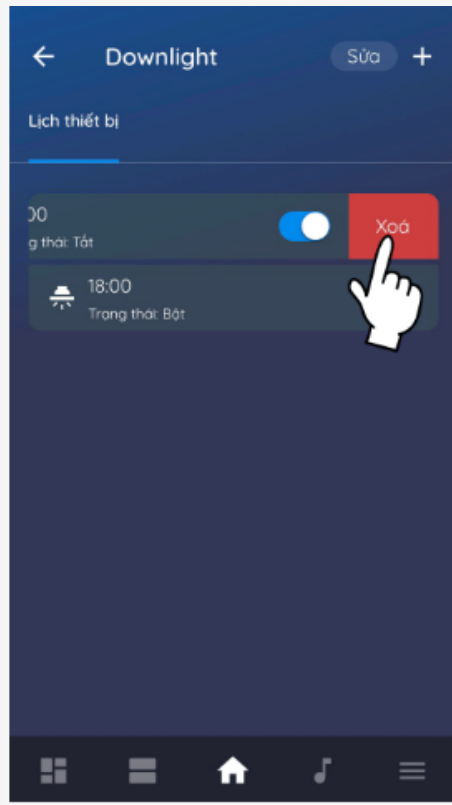 Downlight
Sửa
Lịch thiết bị
00
g thái: Tắt
Xoá
18:00
Trạng thái: Bật